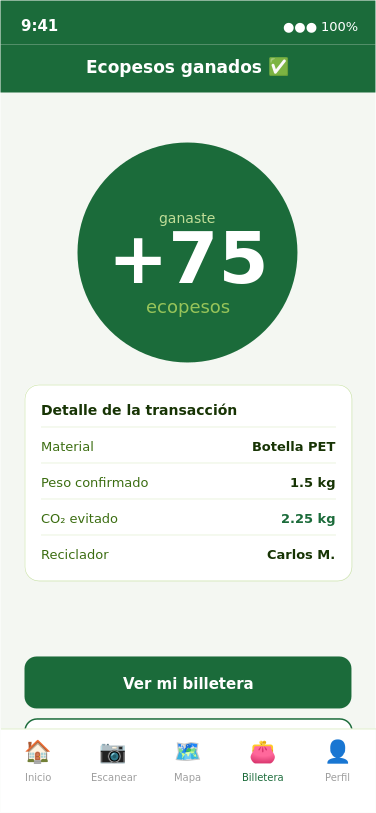 9:41 ●●● 100%
Ecopesos ganados ✅
ganaste
+75
ecopesos
Detalle de la transacción
Material Botella PET
Peso confirmado 1.5 kg
CO₂ evitado 2.25 kg
Reciclador Carlos M.
Ver mi billetera
Inicio Escanear Mapa Billetera Perfil